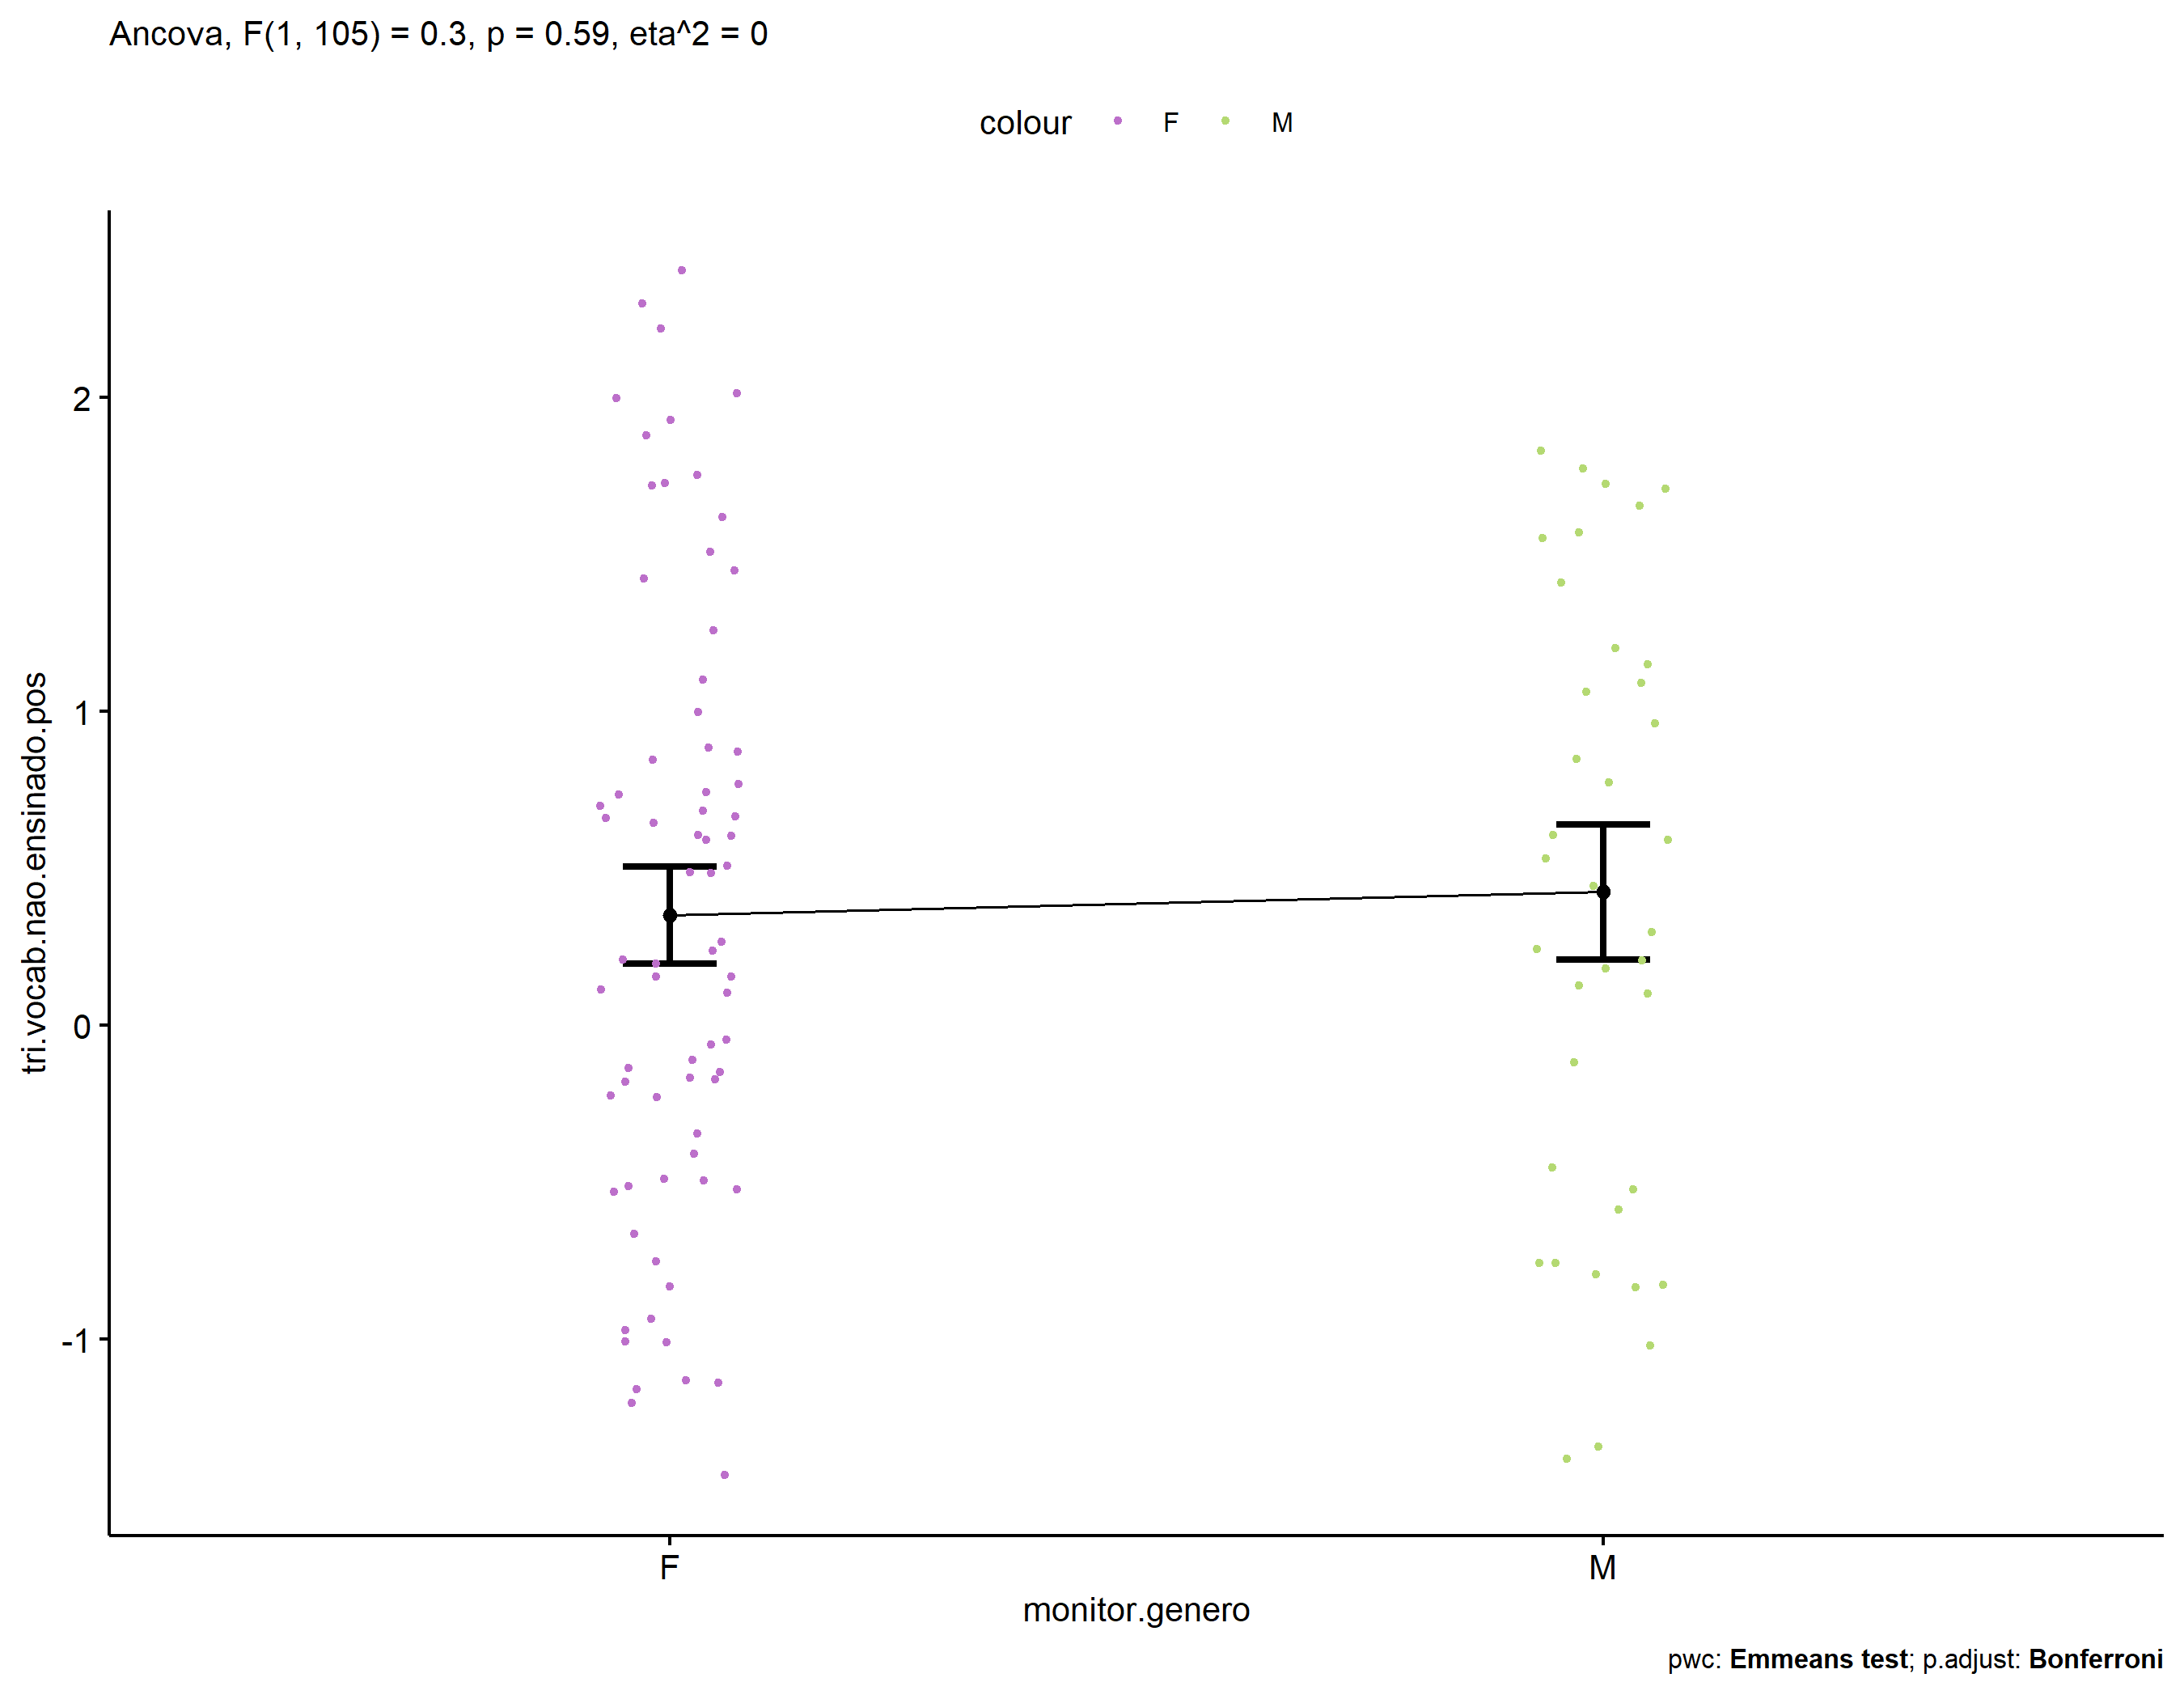 Ancova, F(1, 105) = 0.3, p = 0.59, eta^2 = 0
colour F M
tri.vocab.nao.ensinado.pos
2
1
0
-1
F M
monitor.genero
pwc: Emmeans test; p.adjust: Bonferroni